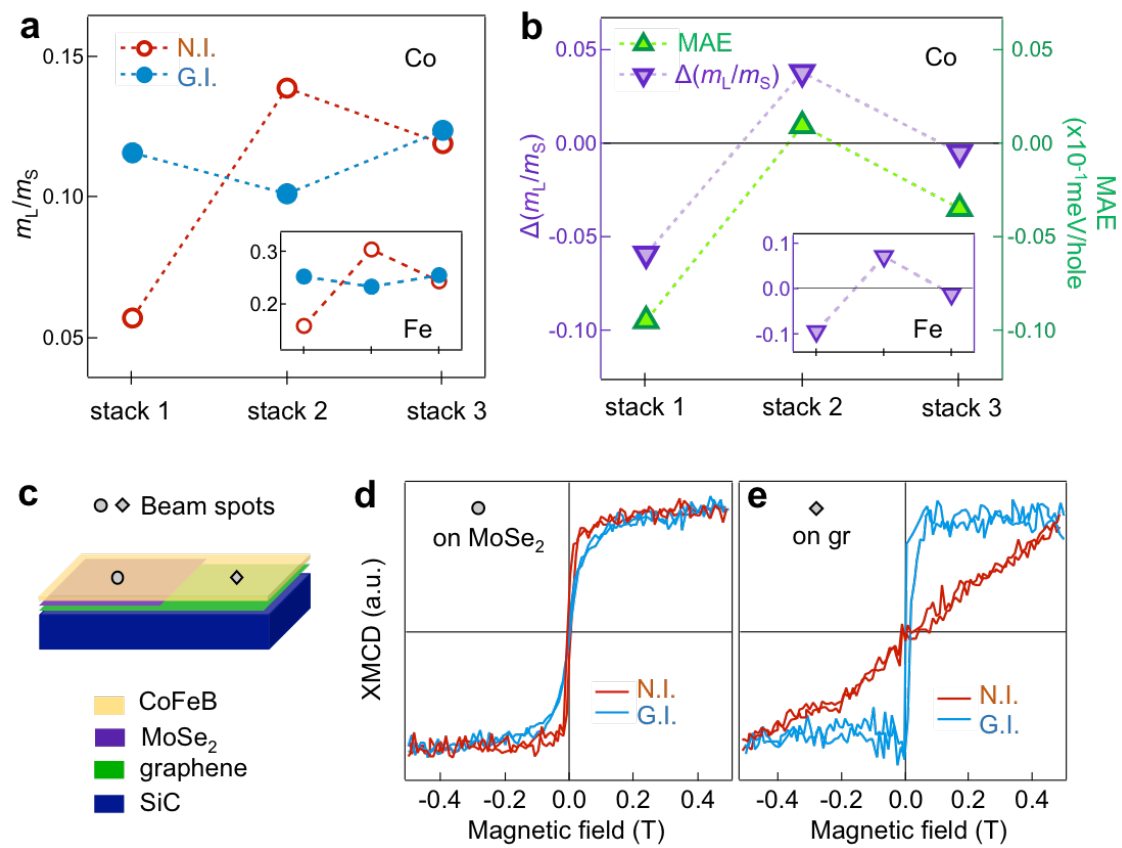 a
N.I.
G.I.
Co
0.15
0.10
0.05
mL/mS
0.3
0.2
Fe
stack 1
stack 2
stack 3
b
MAE
Δ(mL/mS)
Co
0.05
0.00
-0.05
-0.10
Δ(mL/mS)
0.05
0.00
-0.05
-0.10
MAE
(x10⁻¹meV/hole)
0.1
0.0
-0.1
Fe
stack 1
stack 2
stack 3
c
Beam spots
CoFeB
MoSe₂
graphene
SiC
d
on MoSe₂
XMCD (a.u.)
N.I.
G.I.
-0.4
-0.2
0.0
0.2
0.4
Magnetic field (T)
e
on gr
N.I.
G.I.
-0.4
-0.2
0.0
0.2
0.4
Magnetic field (T)